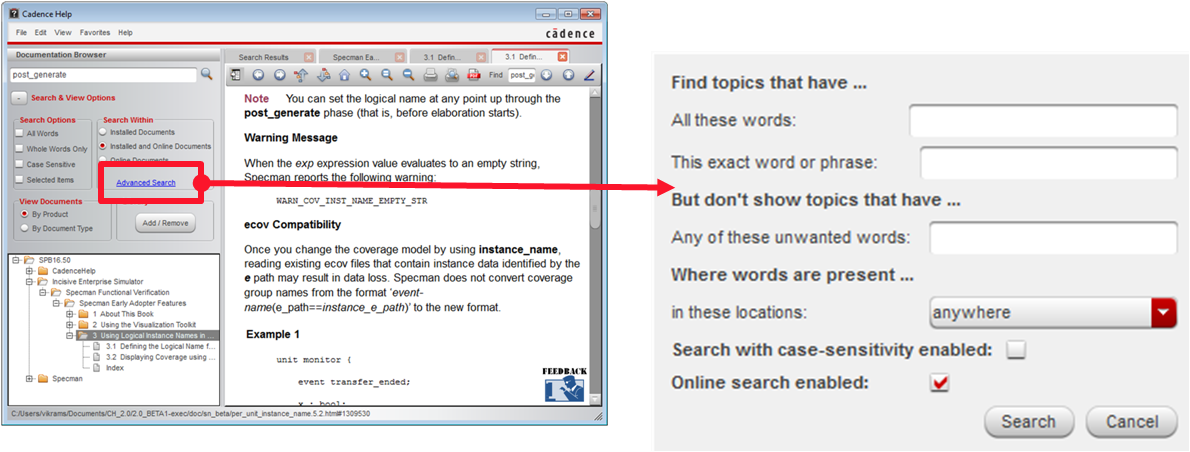 Cadence Help
File Edit View Favorites Help
cādence
Documentation Browser
post_generate
Search & View Options
Search Options
All Words
Whole Words Only
Case Sensitive
Selected Items
Search Within
Installed Documents
Installed and Online Documents
Online Documents
Advanced Search
View Documents
By Product
By Document Type
Add / Remove
SPB16.50
CadenceHelp
Incisive Enterprise Simulator
Specman Functional Verification
Specman Early Adopter Features
1 About This Book
2 Using the Visualization Toolkit
3 Using Logical Instance Names in ...
3.1 Defining the Logical Name f...
3.2 Displaying Coverage using ...
Index
Specman
Search Results
Specman Ea...
3.1 Defin...
3.1 Defin...
Find post_g
Note You can set the logical name at any point up through the
post_generate phase (that is, before elaboration starts).
Warning Message
When the exp expression value evaluates to an empty string,
Specman reports the following warning:
WARN_COV_INST_NAME_EMPTY_STR
ecov Compatibility
Once you change the coverage model by using instance_name,
reading existing ecov files that contain instance data identified by the
e path may result in data loss. Specman does not convert coverage
group names from the format 'event-
name(e_path==instance_e_path)' to the new format.
Example 1
unit monitor {
event transfer_ended;
x : bool;
FEEDBACK
C:/Users/vikrams/Documents/CH_2.0/2.0_BETA1-exec/doc/sn_beta/per_unit_instance_name.5.2.html#1309530
Find topics that have ...
All these words:
This exact word or phrase:
But don't show topics that have ...
Any of these unwanted words:
Where words are present ...
in these locations: anywhere
Search with case-sensitivity enabled:
Online search enabled:
Search Cancel